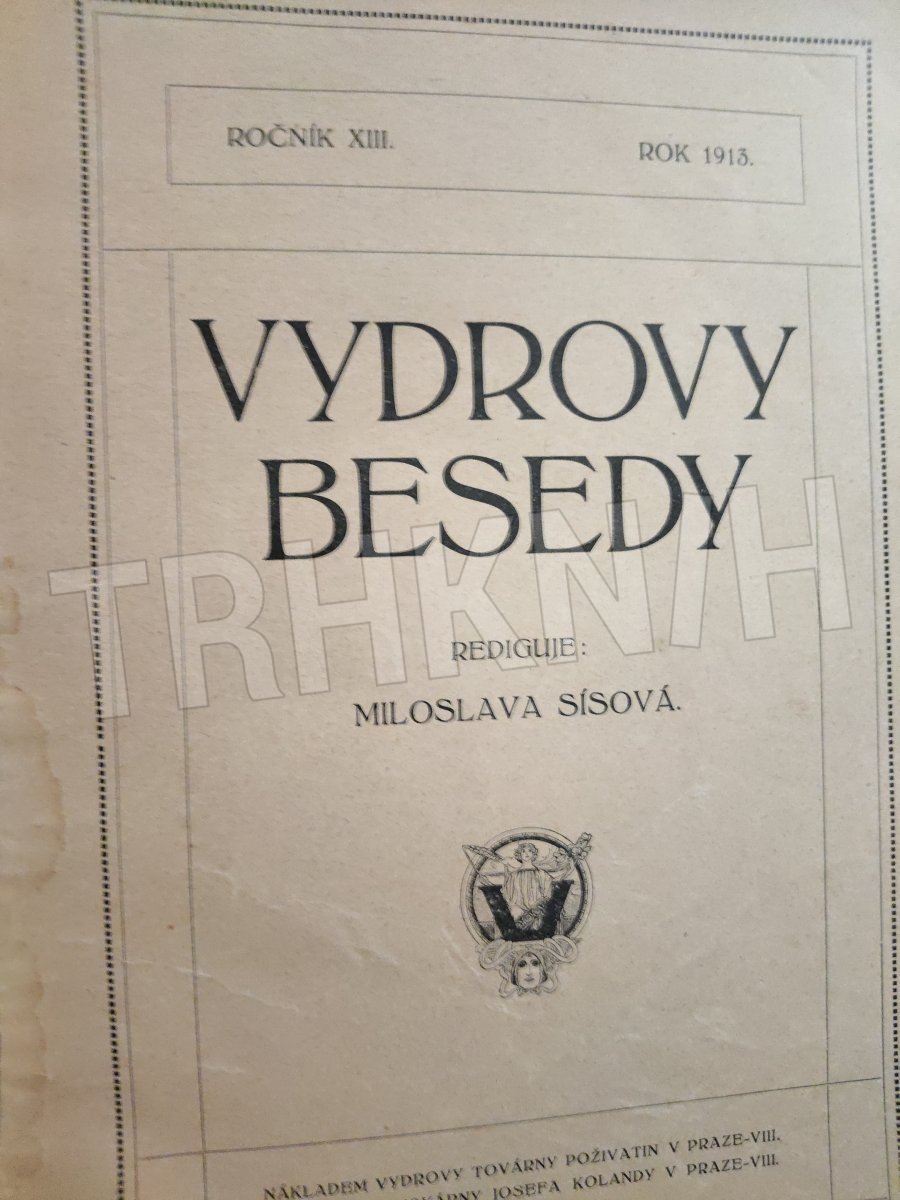 ROČNÍK XIII.
ROK 1913.
VYDROVY
BESEDY
TRHKNIH
REDIGUJE:
MILOSLAVA SÍSOVÁ.
V
NÁKLADEM VYDROVY TOVÁRNY POŽIVATIN V PRAZE-VIII.
JOSEFA KOLANDY V PRAZE-VIII.